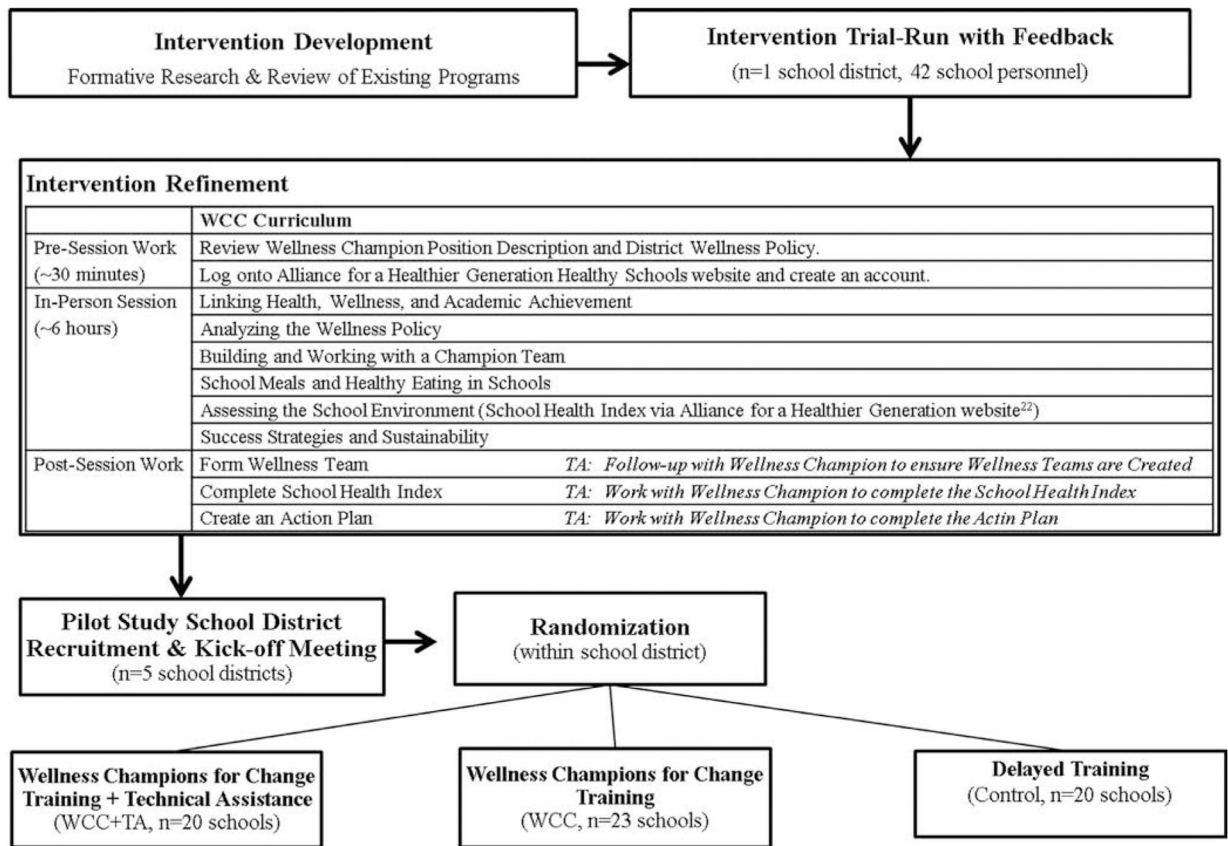 Intervention Development
Formative Research & Review of Existing Programs
Intervention Trial-Run with Feedback
(n=1 school district, 42 school personnel)
Intervention Refinement
WCC Curriculum
Pre-Session Work
(~30 minutes)
Review Wellness Champion Position Description and District Wellness Policy.
Log onto Alliance for a Healthier Generation Healthy Schools website and create an account.
In-Person Session
(~6 hours)
Linking Health, Wellness, and Academic Achievement
Analyzing the Wellness Policy
Building and Working with a Champion Team
School Meals and Healthy Eating in Schools
Assessing the School Environment (School Health Index via Alliance for a Healthier Generation website²²)
Success Strategies and Sustainability
Post-Session Work
Form Wellness Team TA: Follow-up with Wellness Champion to ensure Wellness Teams are Created
Complete School Health Index TA: Work with Wellness Champion to complete the School Health Index
Create an Action Plan TA: Work with Wellness Champion to complete the Actin Plan
Pilot Study School District
Recruitment & Kick-off Meeting
(n=5 school districts)
Randomization
(within school district)
Wellness Champions for Change
Training + Technical Assistance
(WCC+TA, n=20 schools)
Wellness Champions for Change
Training
(WCC, n=23 schools)
Delayed Training
(Control, n=20 schools)